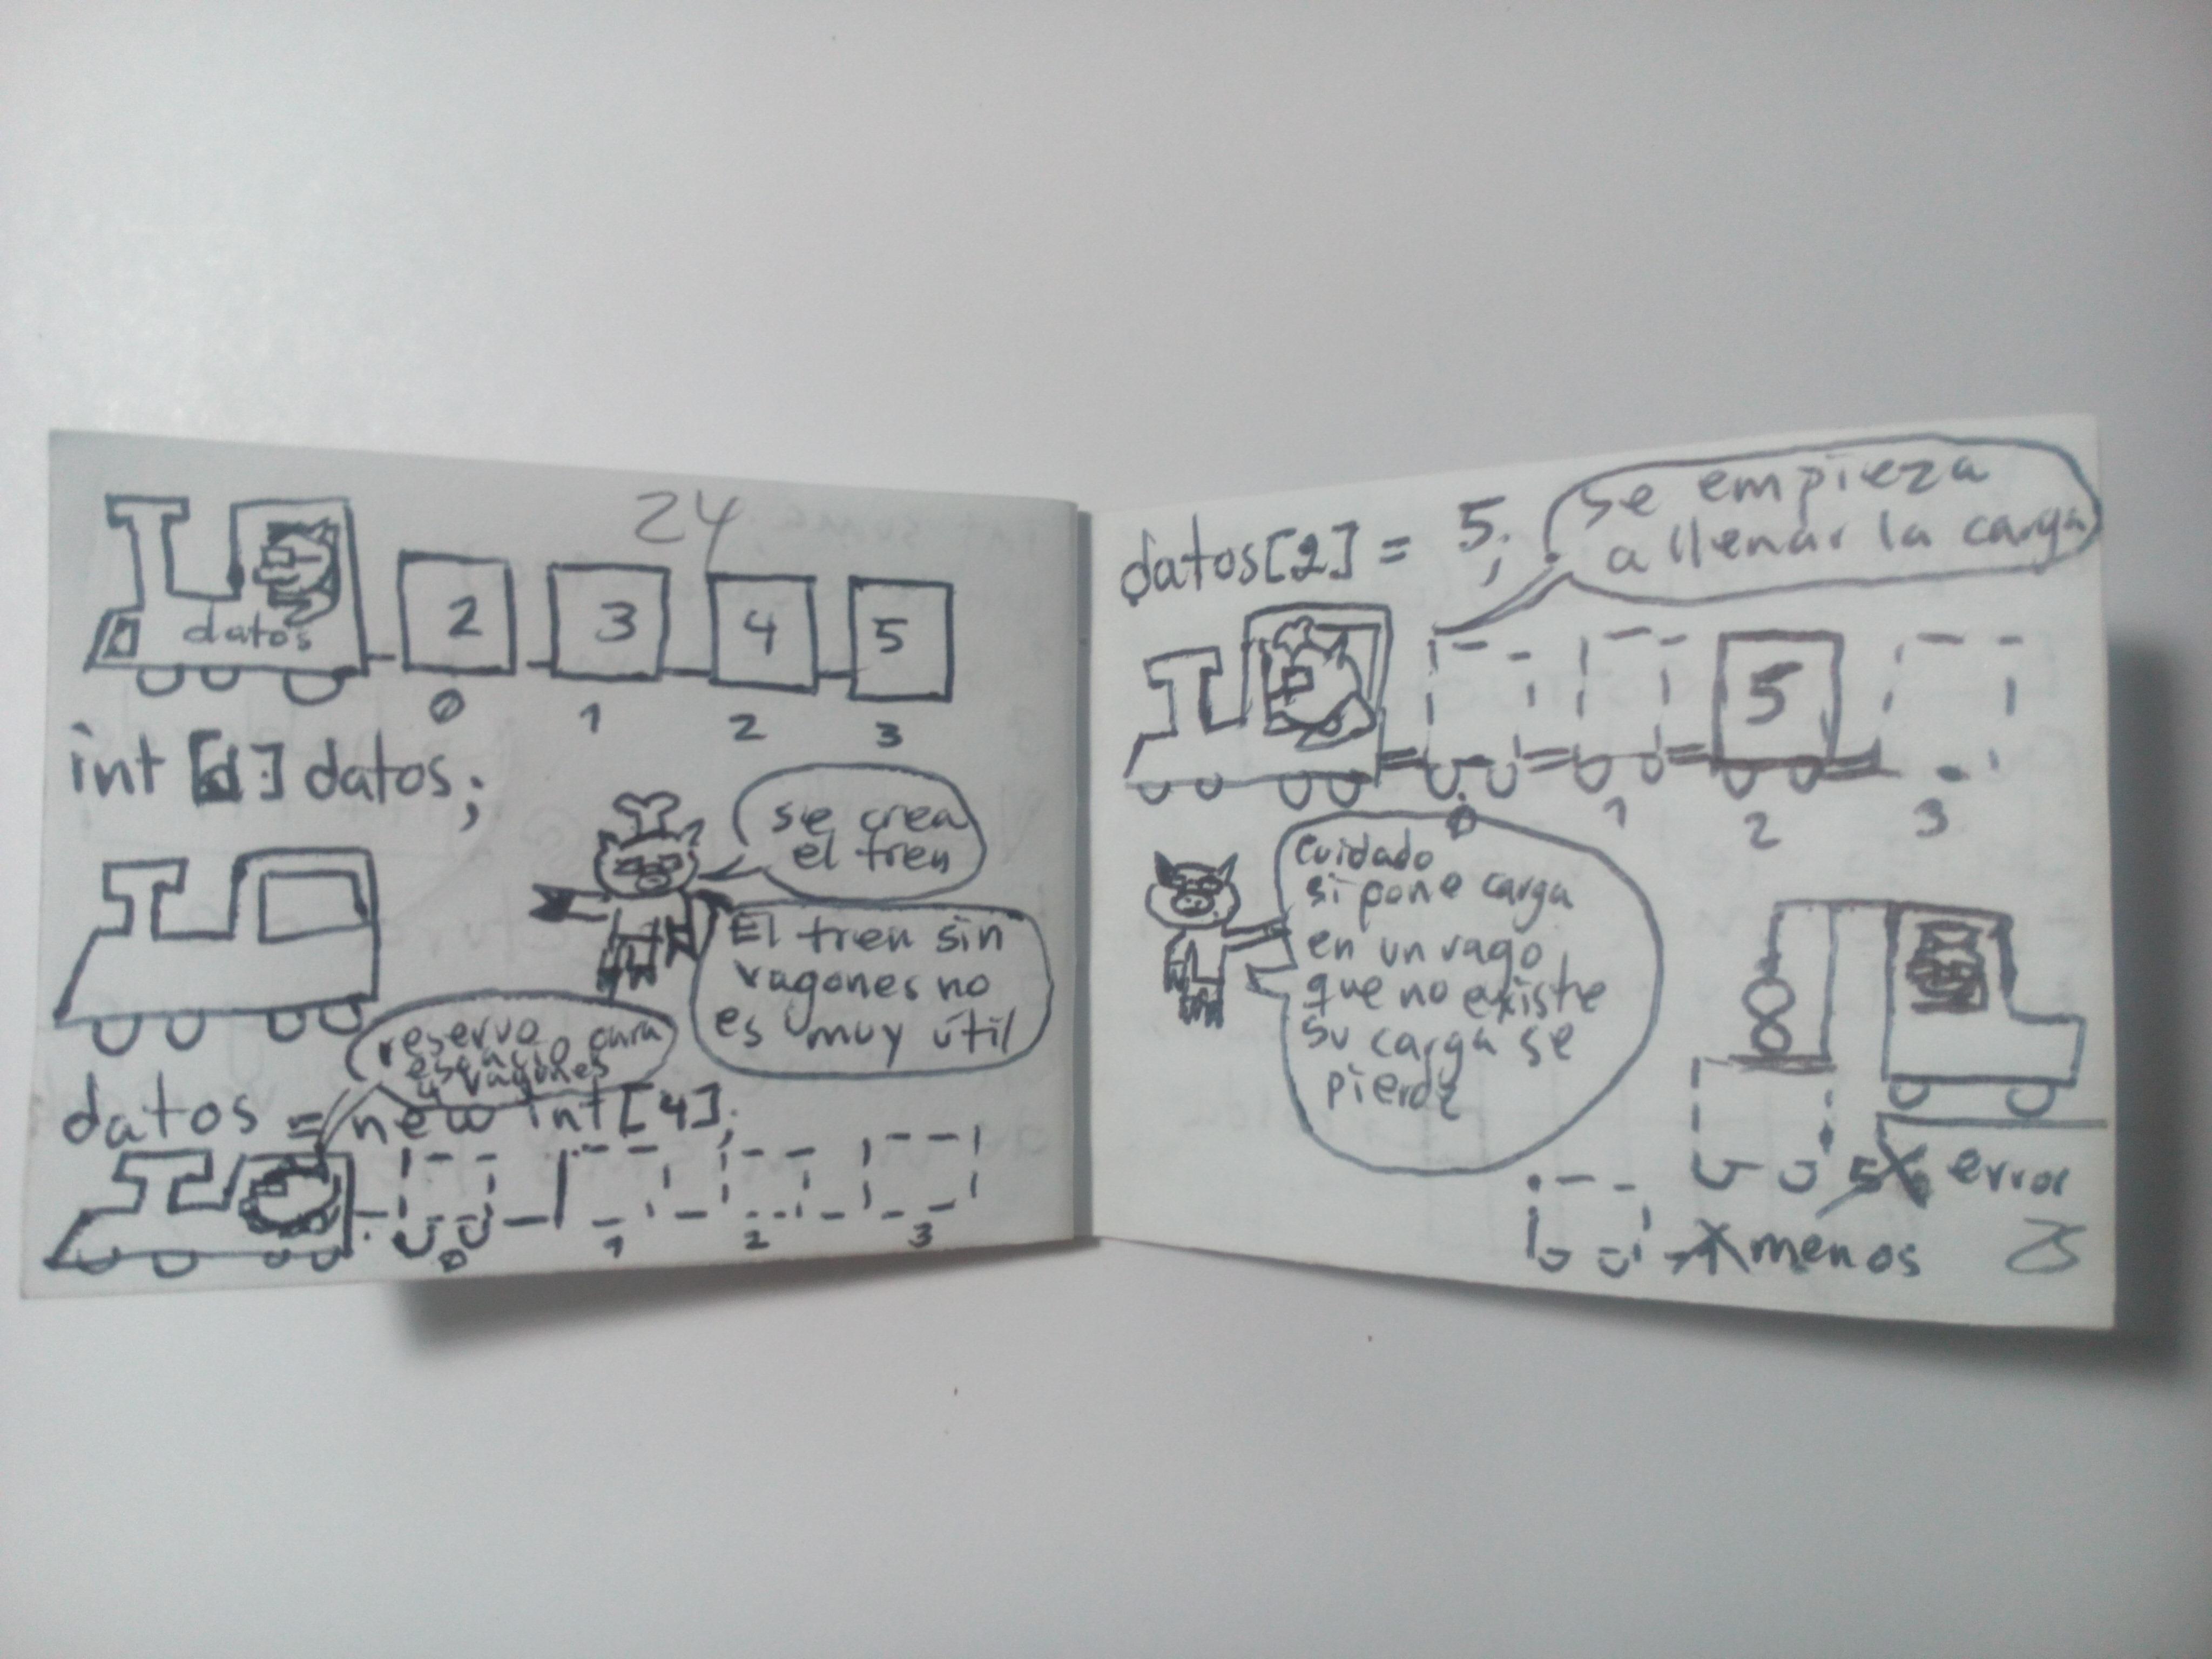 24
datos
2 3 4 5
0 1 2 3
int [d] datos;
se crea
el tren
El tren sin
vagones no
es muy útil
reservo
espacio para
4 vagones
datos = new int[4];
0 1 2 3
datos[2] = 5;
se empieza
a llenar la carga
5
0 1 2 3
cuidado
si pone carga
en un vago
que no existe
su carga se
pierde
8
error
menos
25